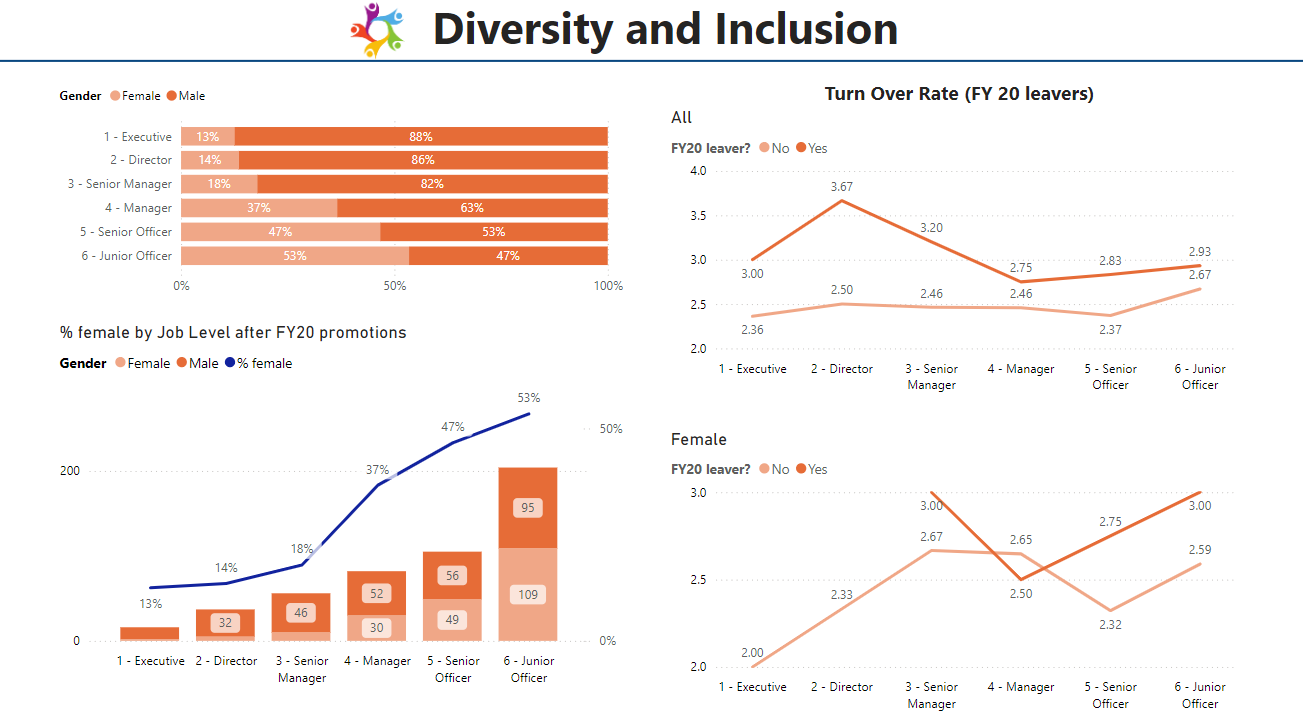 Diversity and Inclusion
Gender Female Male
1 - Executive 13% 88%
2 - Director 14% 86%
3 - Senior Manager 18% 82%
4 - Manager 37% 63%
5 - Senior Officer 47% 53%
6 - Junior Officer 53% 47%
0% 50% 100%
% female by Job Level after FY20 promotions
Gender Female Male % female
53%
50%
47%
200
37%
95
18%
56
52
14%
46
109
13%
32
30
49
0
0%
1 - Executive 2 - Director 3 - Senior 4 - Manager 5 - Senior 6 - Junior
Manager Officer Officer
Turn Over Rate (FY 20 leavers)
All
FY20 leaver? No Yes
4.0
3.67
3.5
3.20
3.0
3.00 2.75 2.83 2.93
2.67
2.50 2.46 2.46
2.5
2.36 2.37
2.0
1 - Executive 2 - Director 3 - Senior 4 - Manager 5 - Senior 6 - Junior
Manager Officer Officer
Female
FY20 leaver? No Yes
3.0
3.00 3.00
2.75
2.67 2.65
2.59
2.5
2.33 2.50
2.32
2.00
2.0
1 - Executive 2 - Director 3 - Senior 4 - Manager 5 - Senior 6 - Junior
Manager Officer Officer